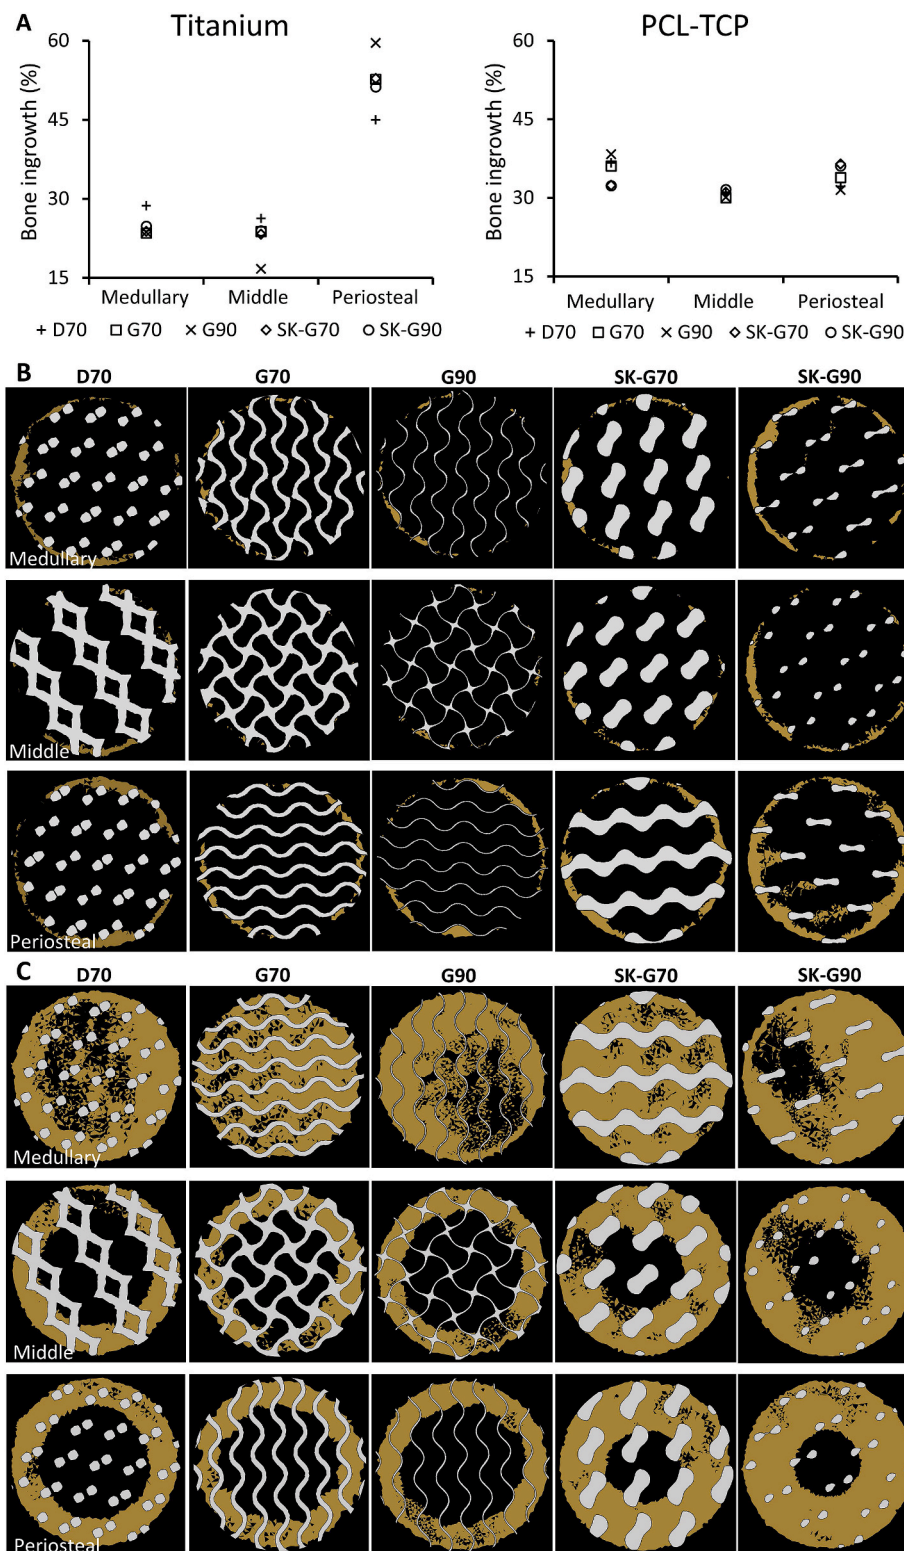 A
Titanium
PCL-TCP
Bone ingrowth (%)
60
45
30
15
Medullary Middle Periosteal
+ D70 □ G70 × G90 ◇ SK-G70 ○ SK-G90
Bone ingrowth (%)
60
45
30
15
Medullary Middle Periosteal
+ D70 □ G70 × G90 ◇ SK-G70 ○ SK-G90
B
D70 G70 G90 SK-G70 SK-G90
Medullary
Middle
Periosteal
C
D70 G70 G90 SK-G70 SK-G90
Medullary
Middle
Periosteal